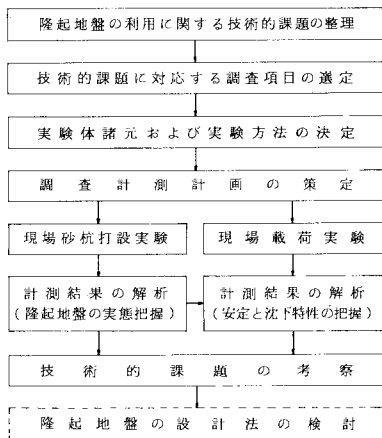 隆起地盤の利用に関する技術的課題の整理
技術的課題に対応する調査項目の選定
実験体諸元および実験方法の決定
調査計測計画の策定
現場砂杭打設実験
現場載荷実験
計測結果の解析
(隆起地盤の実態把握)
計測結果の解析
(安定と沈下特性の把握)
技術的課題の考察
隆起地盤の設計法の検討